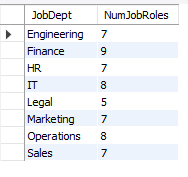 JobDept NumJobRoles
Engineering 7
Finance 9
HR 7
IT 8
Legal 5
Marketing 7
Operations 8
Sales 7